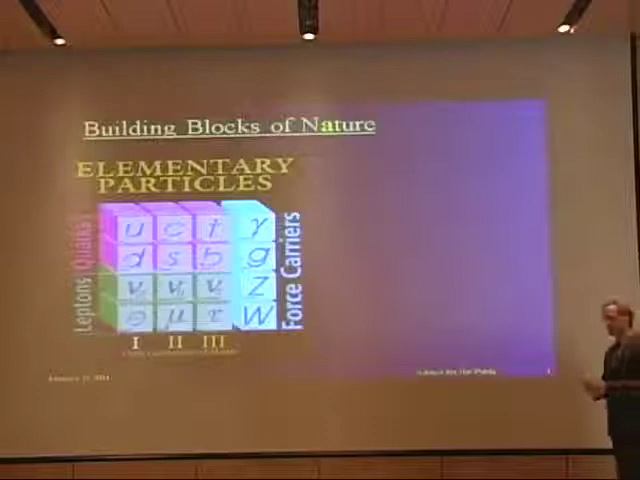 Building Blocks of Nature
ELEMENTARY
PARTICLES
Quarks
Leptons
u c t γ
d s b g
ν ν ν Z
e μ τ W
Force Carriers
I II III